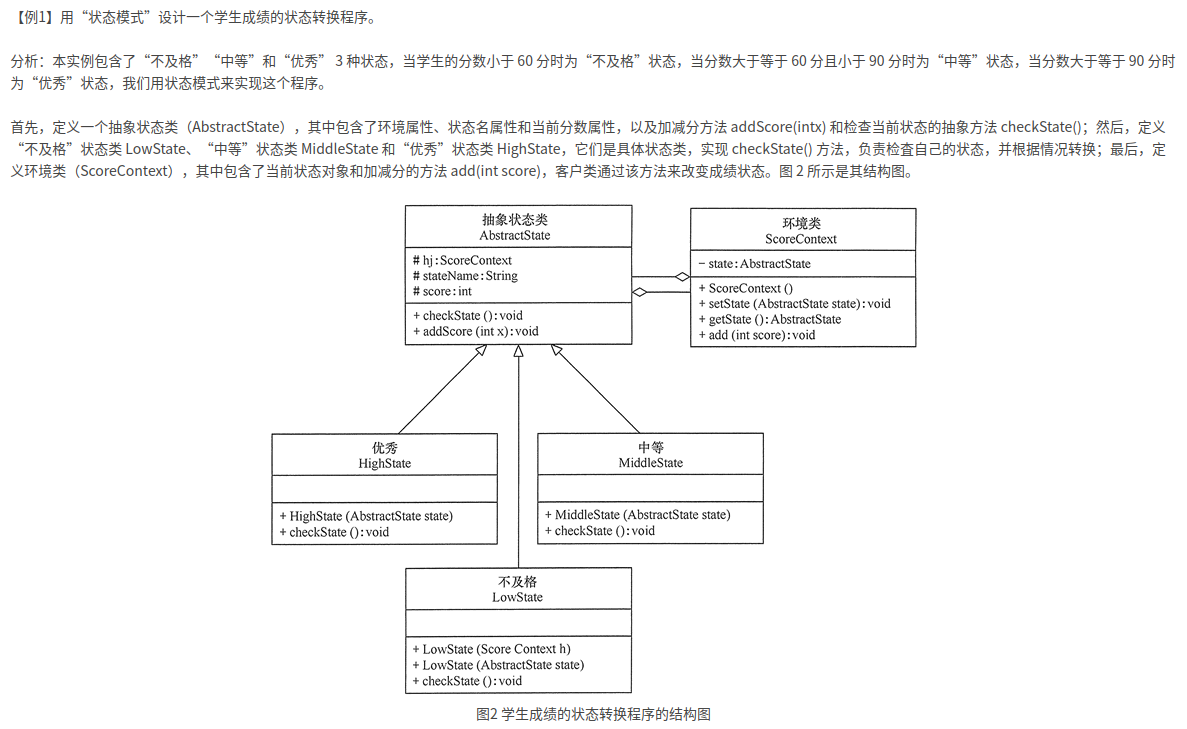 【例1】用“状态模式”设计一个学生成绩的状态转换程序。
分析：本实例包含了“不及格”“中等”和“优秀” 3 种状态，当学生的分数小于 60 分时为“不及格”状态，当分数大于等于 60 分且小于 90 分时为“中等”状态，当分数大于等于 90 分时
为“优秀”状态，我们用状态模式来实现这个程序。
首先，定义一个抽象状态类（AbstractState），其中包含了环境属性、状态名属性和当前分数属性，以及加减分方法 addScore(intx) 和检查当前状态的抽象方法 checkState()；然后，定义
“不及格”状态类 LowState、“中等”状态类 MiddleState 和“优秀”状态类 HighState，它们是具体状态类，实现 checkState() 方法，负责检査自己的状态，并根据情况转换；最后，定
义环境类（ScoreContext），其中包含了当前状态对象和加减分的方法 add(int score)，客户类通过该方法来改变成绩状态。图 2 所示是其结构图。
抽象状态类
AbstractState
# hj:ScoreContext
# stateName:String
# score:int
+ checkState ():void
+ addScore (int x):void
环境类
ScoreContext
− state:AbstractState
+ ScoreContext ()
+ setState (AbstractState state):void
+ getState ():AbstractState
+ add (int score):void
优秀
HighState
+ HighState (AbstractState state)
+ checkState ():void
中等
MiddleState
+ MiddleState (AbstractState state)
+ checkState ():void
不及格
LowState
+ LowState (Score Context h)
+ LowState (AbstractState state)
+ checkState ():void
图2 学生成绩的状态转换程序的结构图